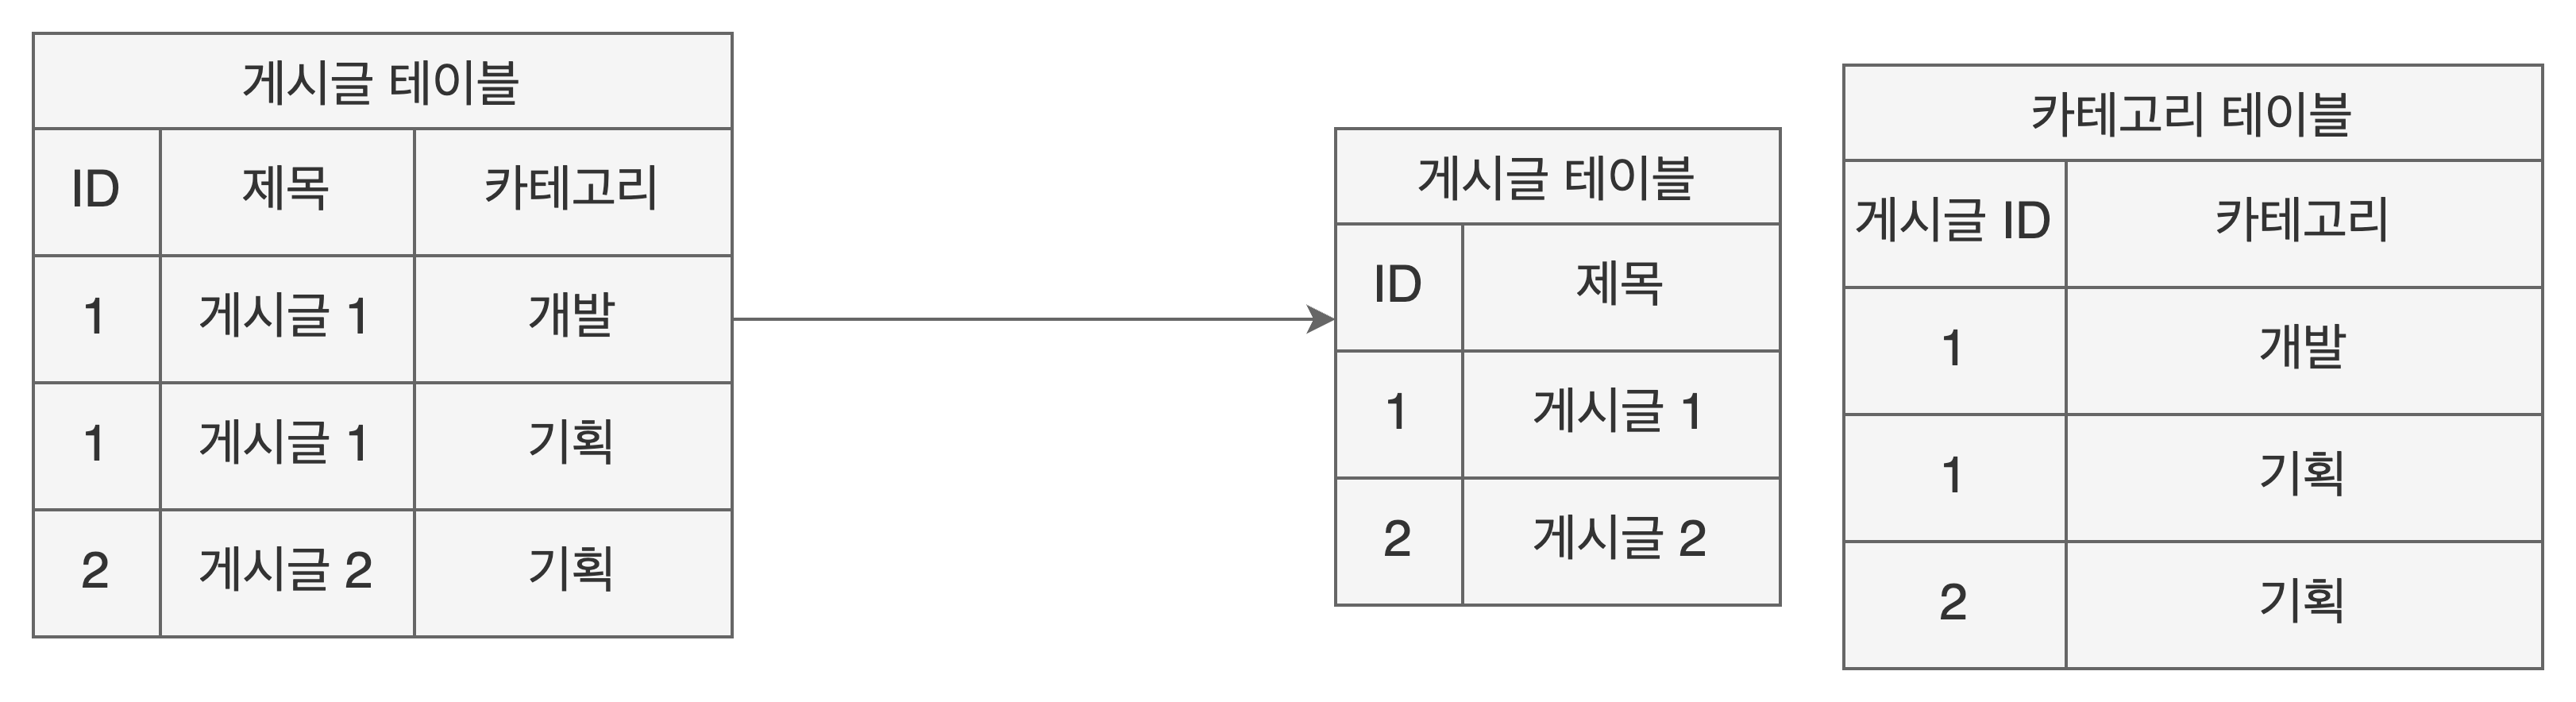 게시글 테이블
ID 제목 카테고리
1 게시글 1 개발
1 게시글 1 기획
2 게시글 2 기획
게시글 테이블
ID 제목
1 게시글 1
2 게시글 2
카테고리 테이블
게시글 ID 카테고리
1 개발
1 기획
2 기획